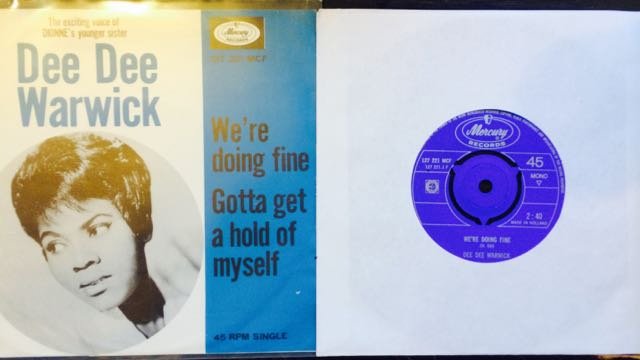 The exciting voice of
DIONNE's younger sister
Dee Dee
Warwick
Mercury
127 221 MCF
We're
doing fine
Gotta get
a hold of
myself
45 RPM SINGLE
Mercury
RECORDS
127 221 MCF
45
MONO
2:40
MADE IN HOLLAND
WE'RE DOING FINE
DEE DEE WARWICK